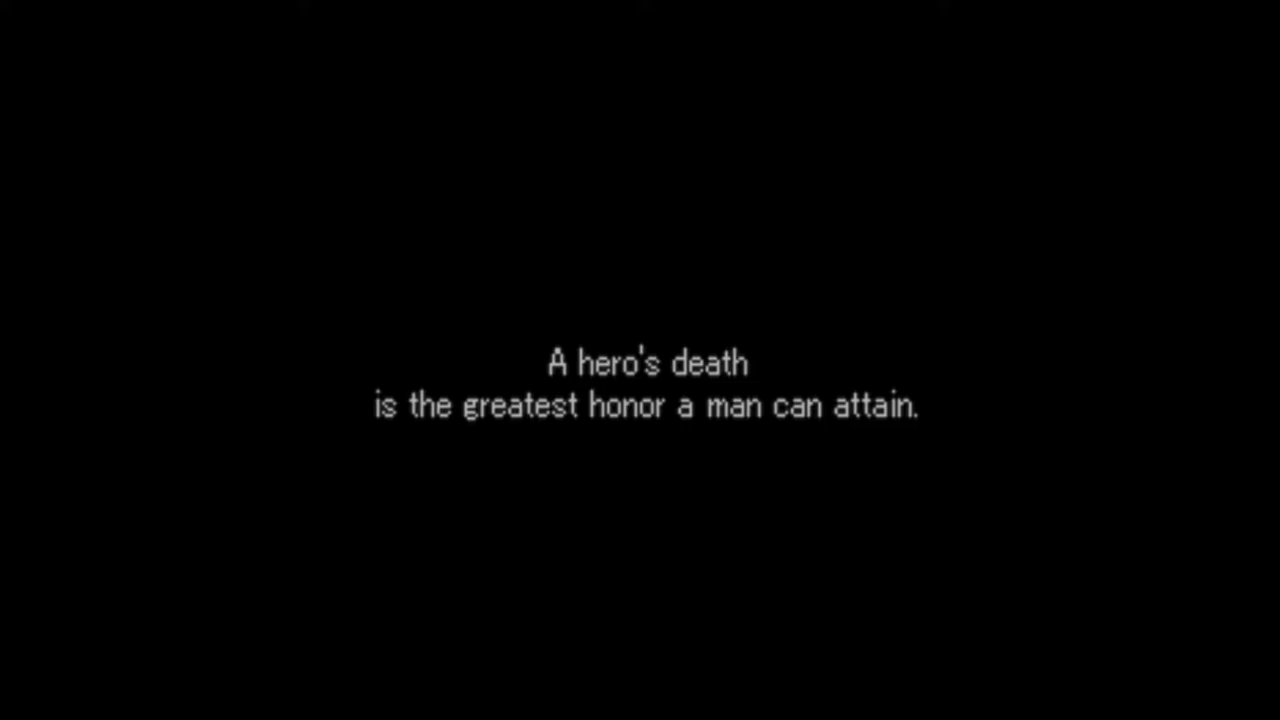 A hero's death
is the greatest honor a man can attain.